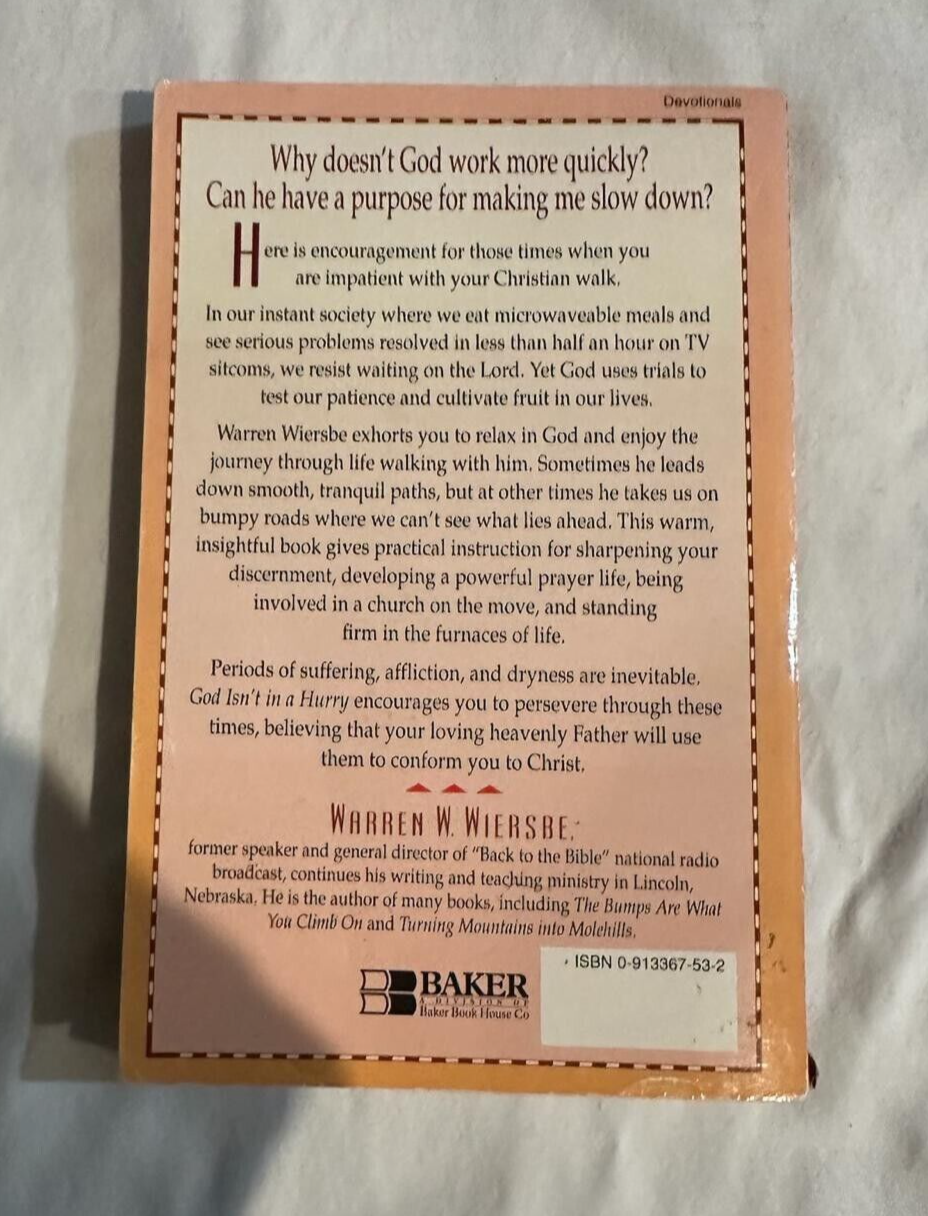 Devotionals
Why doesn't God work more quickly?
Can he have a purpose for making me slow down?
Here is encouragement for those times when you
are impatient with your Christian walk.
In our instant society where we eat microwaveable meals and
see serious problems resolved in less than half an hour on TV
sitcoms, we resist waiting on the Lord. Yet God uses trials to
test our patience and cultivate fruit in our lives.
Warren Wiersbe exhorts you to relax in God and enjoy the
journey through life walking with him. Sometimes he leads
down smooth, tranquil paths, but at other times he takes us on
bumpy roads where we can't see what lies ahead. This warm,
insightful book gives practical instruction for sharpening your
discernment, developing a powerful prayer life, being
involved in a church on the move, and standing
firm in the furnaces of life.
Periods of suffering, affliction, and dryness are inevitable.
God Isn't in a Hurry encourages you to persevere through these
times, believing that your loving heavenly Father will use
them to conform you to Christ.
WARREN W. WIERSBE,
former speaker and general director of "Back to the Bible" national radio
broadcast, continues his writing and teaching ministry in Lincoln,
Nebraska. He is the author of many books, including The Bumps Are What
You Climb On and Turning Mountains into Molehills.
ISBN 0-913367-53-2
BAKER
A DIVISION OF
Baker Book House Co